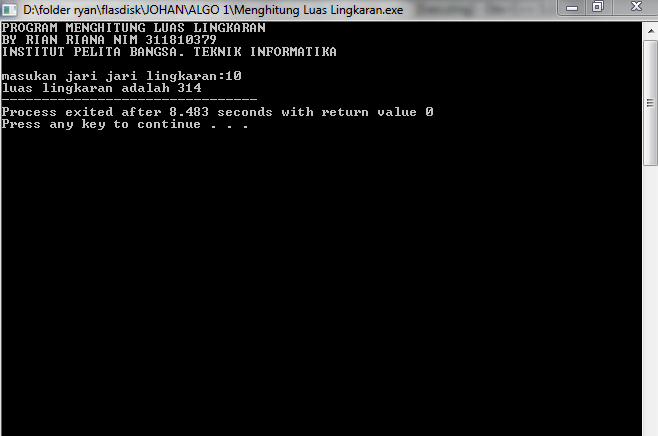 D:\folder ryan\flasdisk\JOHAN\ALGO 1\Menghitung Luas Lingkaran.exe
PROGRAM MENGHITUNG LUAS LINGKARAN
BY RIAN RIANA NIM 311810379
INSTITUT PELITA BANGSA. TEKNIK INFORMATIKA
masukan jari jari lingkaran:10
luas lingkaran adalah 314
--------------------------------
Process exited after 8.483 seconds with return value 0
Press any key to continue . . .